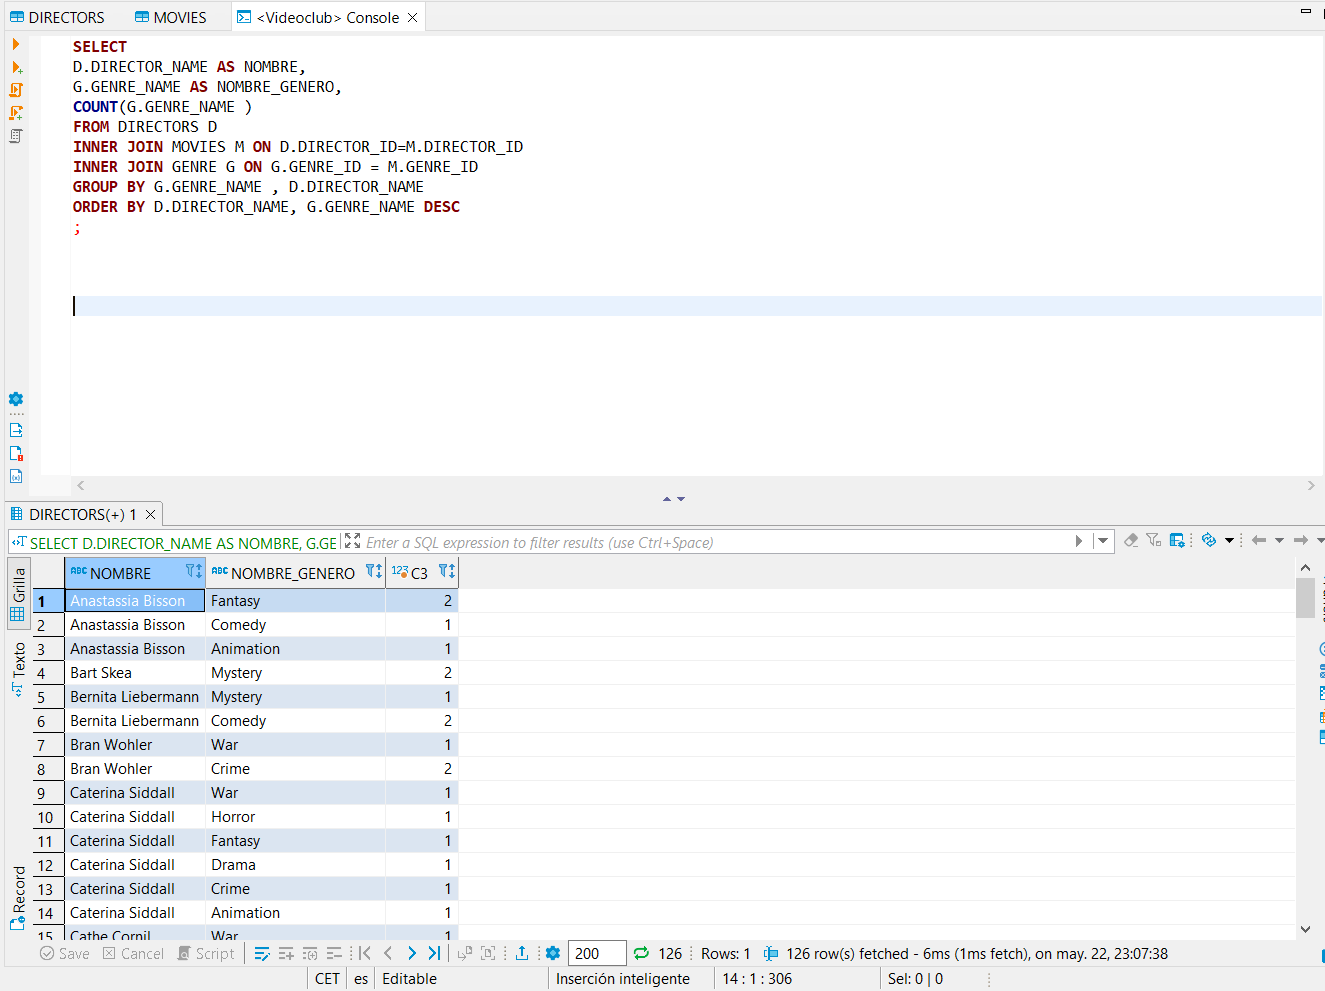 DIRECTORS MOVIES <Videoclub> Console
SELECT
D.DIRECTOR_NAME AS NOMBRE,
G.GENRE_NAME AS NOMBRE_GENERO,
COUNT(G.GENRE_NAME )
FROM DIRECTORS D
INNER JOIN MOVIES M ON D.DIRECTOR_ID=M.DIRECTOR_ID
INNER JOIN GENRE G ON G.GENRE_ID = M.GENRE_ID
GROUP BY G.GENRE_NAME , D.DIRECTOR_NAME
ORDER BY D.DIRECTOR_NAME, G.GENRE_NAME DESC
;
DIRECTORS(+) 1
SELECT D.DIRECTOR_NAME AS NOMBRE, G.GE Enter a SQL expression to filter results (use Ctrl+Space)
Grilla
Texto
Record
ABC NOMBRE ABC NOMBRE_GENERO 123 C3
1 Anastassia Bisson Fantasy 2
2 Anastassia Bisson Comedy 1
3 Anastassia Bisson Animation 1
4 Bart Skea Mystery 2
5 Bernita Liebermann Mystery 1
6 Bernita Liebermann Comedy 2
7 Bran Wohler War 1
8 Bran Wohler Crime 2
9 Caterina Siddall War 1
10 Caterina Siddall Horror 1
11 Caterina Siddall Fantasy 1
12 Caterina Siddall Drama 1
13 Caterina Siddall Crime 1
14 Caterina Siddall Animation 1
15 Cathe Cornil War 1
Save Cancel Script 200 126 Rows: 1 126 row(s) fetched - 6ms (1ms fetch), on may. 22, 23:07:38
CET es Editable Inserción inteligente 14 : 1 : 306 Sel: 0 | 0